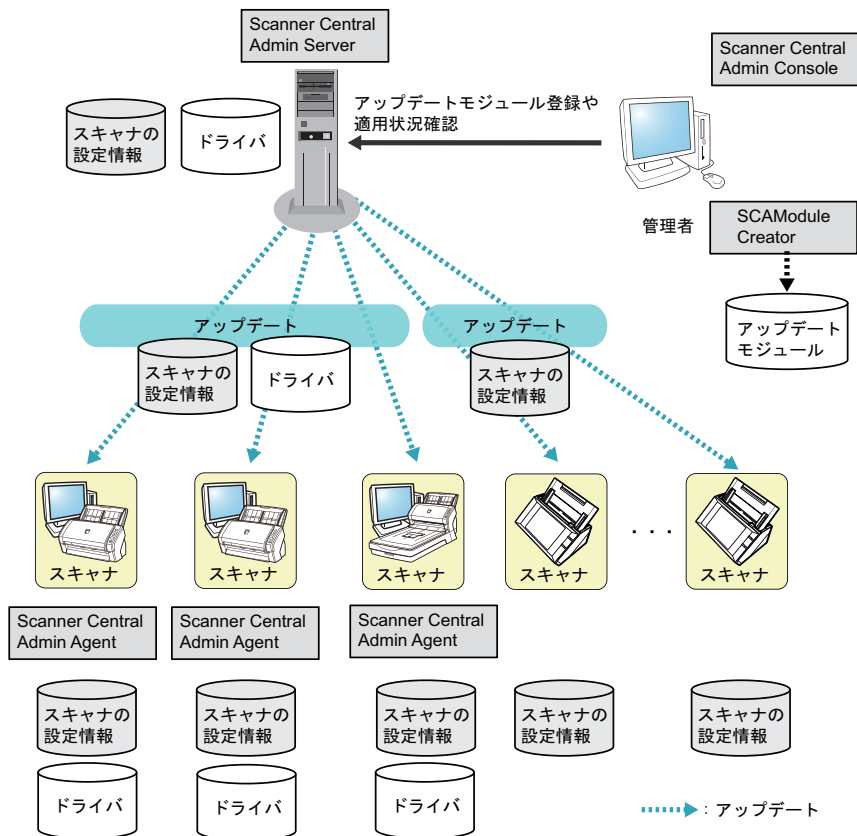 Scanner Central
Admin Server
Scanner Central
Admin Console
アップデートモジュール登録や
適用状況確認
スキャナの
設定情報
ドライバ
管理者
SCAModule
Creator
アップデート
モジュール
アップデート
アップデート
スキャナの
設定情報
ドライバ
スキャナの
設定情報
スキャナ
スキャナ
スキャナ
スキャナ
・・・
スキャナ
Scanner Central
Admin Agent
Scanner Central
Admin Agent
Scanner Central
Admin Agent
スキャナの
設定情報
スキャナの
設定情報
スキャナの
設定情報
スキャナの
設定情報
スキャナの
設定情報
ドライバ
ドライバ
ドライバ
：アップデート